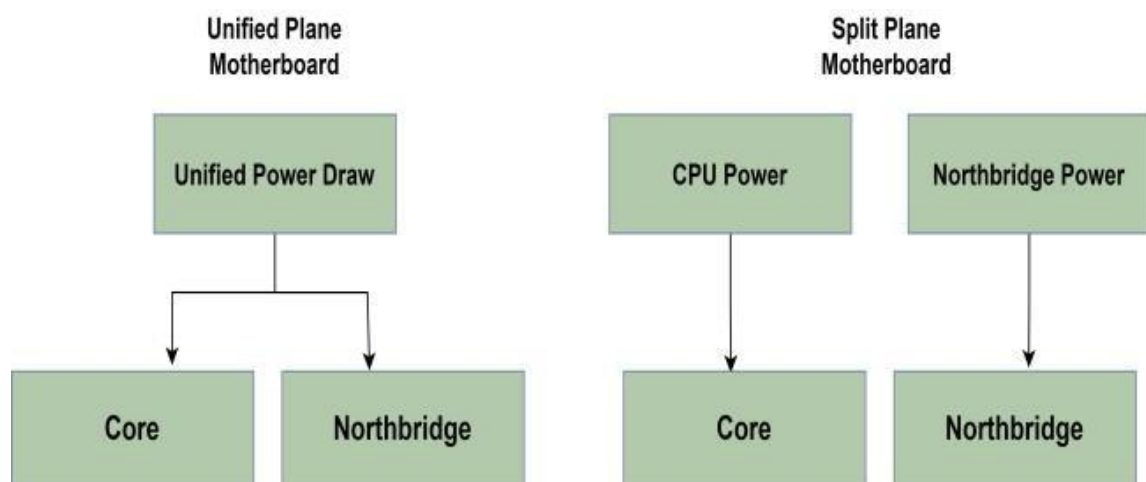 Unified Plane
Motherboard
Split Plane
Motherboard
Unified Power Draw
CPU Power
Northbridge Power
Core
Northbridge
Core
Northbridge